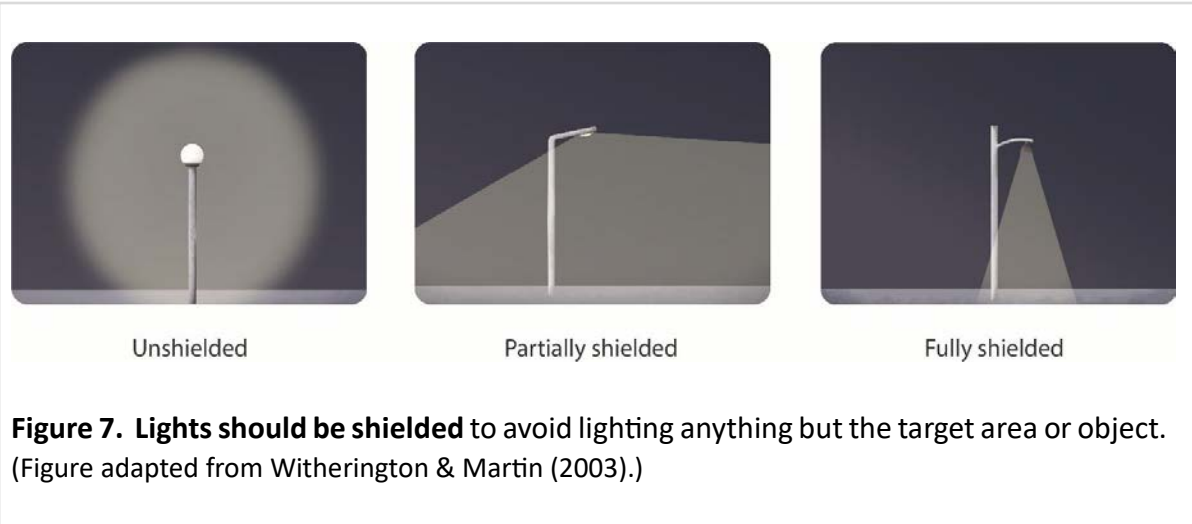 Unshielded
Partially shielded
Fully shielded
Figure 7. Lights should be shielded to avoid lighting anything but the target area or object.
(Figure adapted from Witherington & Martin (2003).)